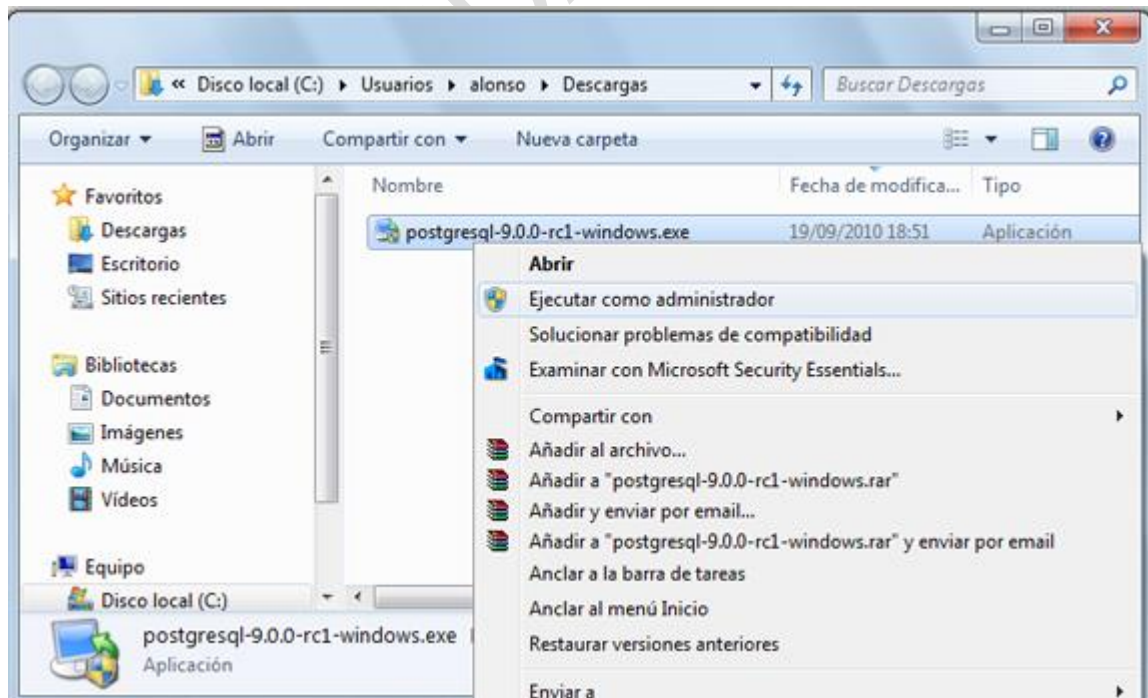 « Disco local (C:) ▸ Usuarios ▸ alonso ▸ Descargas
Buscar Descargas
Organizar
Abrir
Compartir con
Nueva carpeta
Favoritos
Descargas
Escritorio
Sitios recientes
Bibliotecas
Documentos
Imágenes
Música
Vídeos
Equipo
Disco local (C:)
Nombre
Fecha de modifica...
Tipo
postgresql-9.0.0-rc1-windows.exe
19/09/2010 18:51
Aplicación
Abrir
Ejecutar como administrador
Solucionar problemas de compatibilidad
Examinar con Microsoft Security Essentials...
Compartir con
Añadir al archivo...
Añadir a "postgresql-9.0.0-rc1-windows.rar"
Añadir y enviar por email...
Añadir a "postgresql-9.0.0-rc1-windows.rar" y enviar por email
Anclar a la barra de tareas
Anclar al menú Inicio
Restaurar versiones anteriores
Enviar a
postgresql-9.0.0-rc1-windows.exe
Aplicación